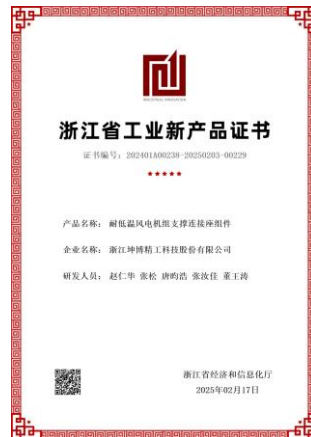 INDUSTRIAL INNOVATION
浙江省工业新产品证书
证书编号：202401A00238-20250203-00229
产品名称： 耐低温风电机组支撑连接座组件
企业名称： 浙江坤博精工科技股份有限公司
研发人员： 赵仁华 张松 唐昀浩 张汝佳 董王涛
浙江省经济和信息化厅
2025年02月17日